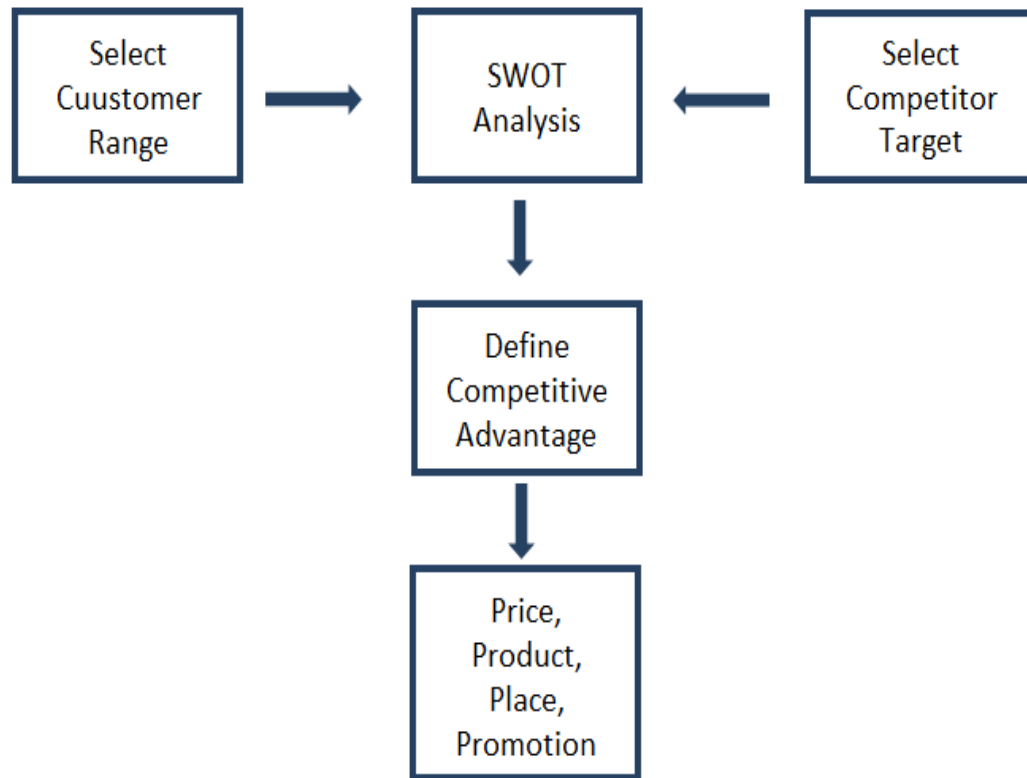 Select
Cuustomer
Range
SWOT
Analysis
Select
Competitor
Target
Define
Competitive
Advantage
Price,
Product,
Place,
Promotion